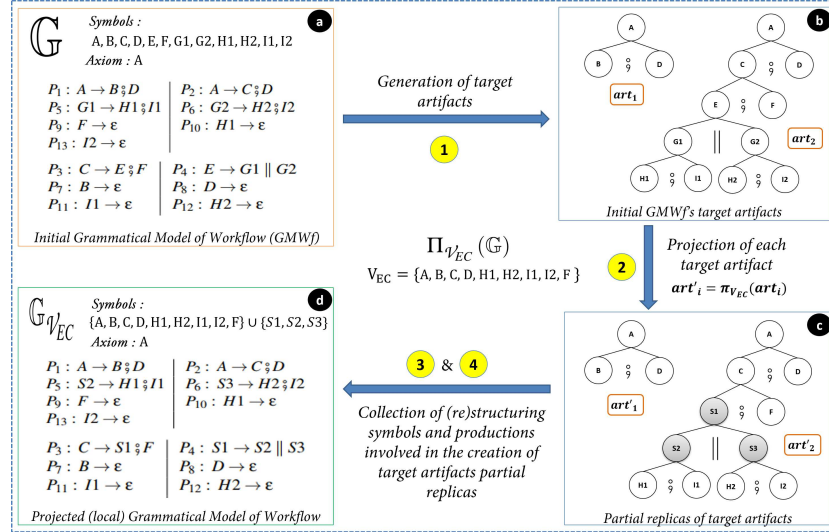 𝔾
a
Symbols :
A, B, C, D, E, F, G1, G2, H1, H2, I1, I2
Axiom : A
P₁ : A → B⨟D
P₂ : A → C⨟D
P₅ : G1 → H1⨟I1
P₆ : G2 → H2⨟I2
P₉ : F → ε
P₁₀ : H1 → ε
P₁₃ : I2 → ε
P₃ : C → E⨟F
P₄ : E → G1 ∥ G2
P₇ : B → ε
P₈ : D → ε
P₁₁ : I1 → ε
P₁₂ : H2 → ε
Initial Grammatical Model of Workflow (GMWf)
Generation of target
artifacts
1
b
A
B ⨟ D
art₁
A
C ⨟ D
E ⨟ F
art₂
G1 || G2
H1 ⨟ I1 H2 ⨟ I2
Initial GMWf's target artifacts
2
Projection of each
target artifact
art'ᵢ = π_V_EC(artᵢ)
Π_𝒱_EC (𝔾)
V_EC = {A, B, C, D, H1, H2, I1, I2, F }
c
A
B ⨟ D
art'₁
A
C ⨟ D
S1 ⨟ F
art'₂
S2 || S3
H1 ⨟ I1 H2 ⨟ I2
Partial replicas of target artifacts
3 & 4
Collection of (re)structuring
symbols and productions
involved in the creation of
target artifacts partial
replicas
𝔾_𝒱_EC
d
Symbols :
{A, B, C, D, H1, H2, I1, I2, F} ∪ {S1, S2, S3}
Axiom : A
P₁ : A → B⨟D
P₂ : A → C⨟D
P₅ : S2 → H1⨟I1
P₆ : S3 → H2⨟I2
P₉ : F → ε
P₁₀ : H1 → ε
P₁₃ : I2 → ε
P₃ : C → S1⨟F
P₄ : S1 → S2 ∥ S3
P₇ : B → ε
P₈ : D → ε
P₁₁ : I1 → ε
P₁₂ : H2 → ε
Projected (local) Grammatical Model of Workflow